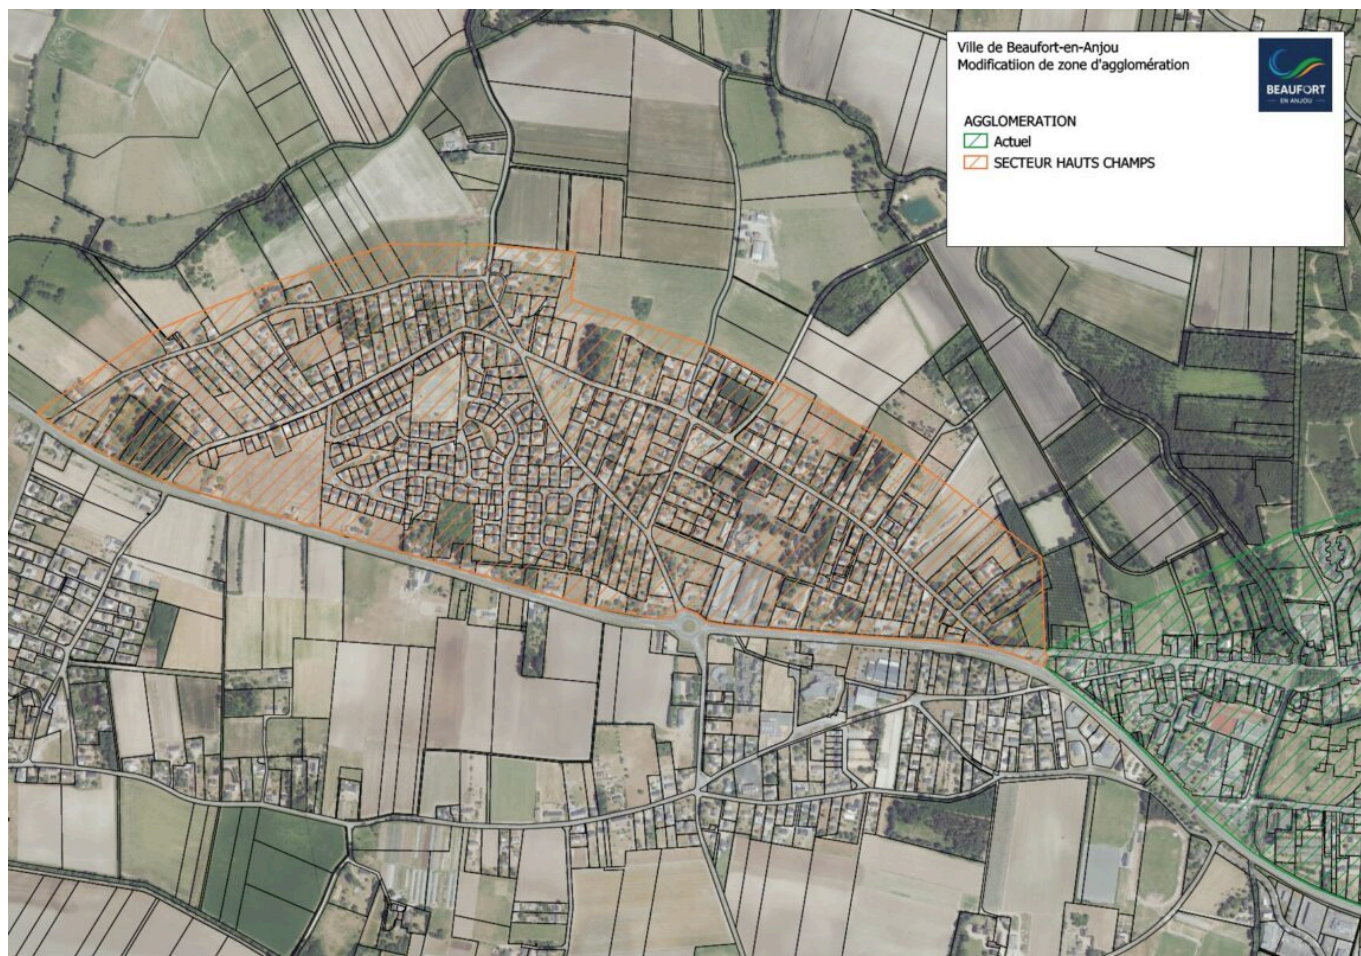 Ville de Beaufort-en-Anjou
Modificatiion de zone d'agglomération
BEAUFORT
EN ANJOU
AGGLOMERATION
Actuel
SECTEUR HAUTS CHAMPS